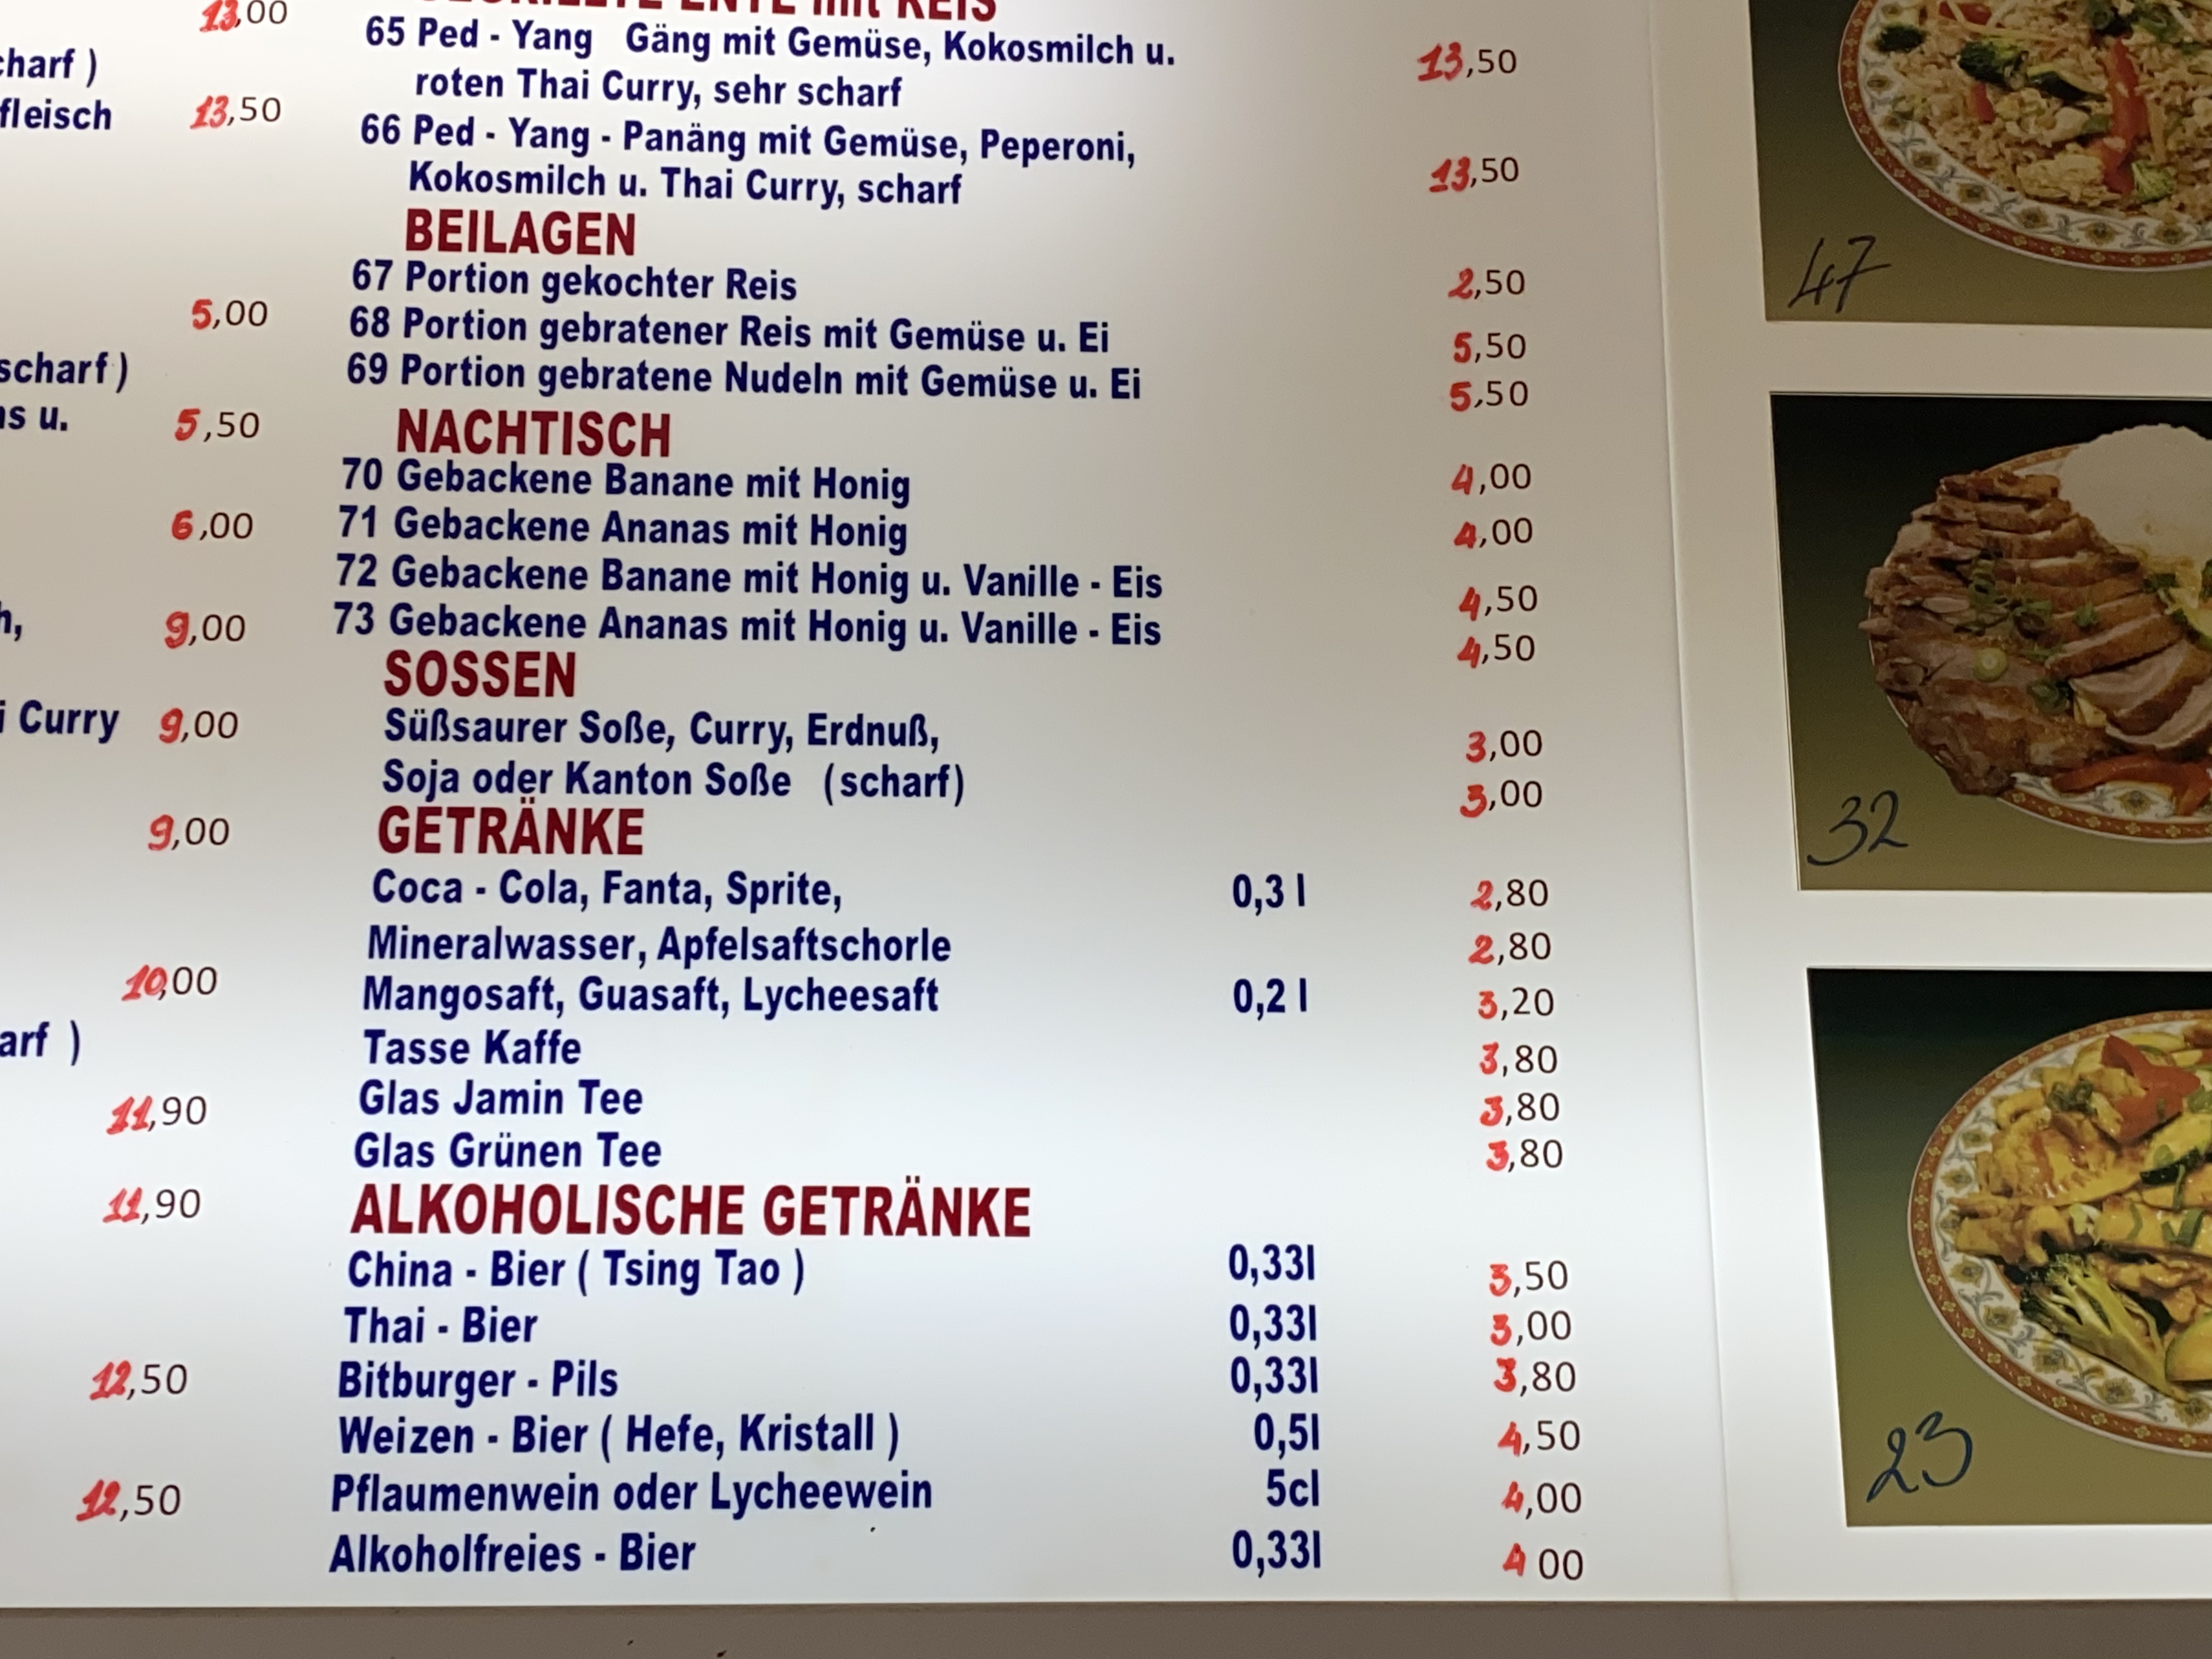 13,00
charf )
fleisch 13,50
5,00
scharf )
u. 5,50
6,00
9,00
Curry 9,00
9,00
10,00
arf )
11,90
11,90
12,50
12,50
mit REIS
65 Ped - Yang Gäng mit Gemüse, Kokosmilch u. 13,50
roten Thai Curry, sehr scharf
66 Ped - Yang - Panäng mit Gemüse, Peperoni,
Kokosmilch u. Thai Curry, scharf 13,50
BEILAGEN
67 Portion gekochter Reis 2,50
68 Portion gebratener Reis mit Gemüse u. Ei 5,50
69 Portion gebratene Nudeln mit Gemüse u. Ei 5,50
NACHTISCH
70 Gebackene Banane mit Honig 4,00
71 Gebackene Ananas mit Honig 4,00
72 Gebackene Banane mit Honig u. Vanille - Eis 4,50
73 Gebackene Ananas mit Honig u. Vanille - Eis 4,50
SOSSEN
Süßsaurer Soße, Curry, Erdnuß, 3,00
Soja oder Kanton Soße (scharf) 3,00
GETRÄNKE
Coca - Cola, Fanta, Sprite, 0,3 l 2,80
Mineralwasser, Apfelsaftschorle 2,80
Mangosaft, Guasaft, Lycheesaft 0,2 l 3,20
Tasse Kaffe 3,80
Glas Jamin Tee 3,80
Glas Grünen Tee 3,80
ALKOHOLISCHE GETRÄNKE
China - Bier ( Tsing Tao ) 0,33l 3,50
Thai - Bier 0,33l 3,00
Bitburger - Pils 0,33l 3,80
Weizen - Bier ( Hefe, Kristall ) 0,5l 4,50
Pflaumenwein oder Lycheewein 5cl 4,00
Alkoholfreies - Bier 0,33l 4 00
47
32
23